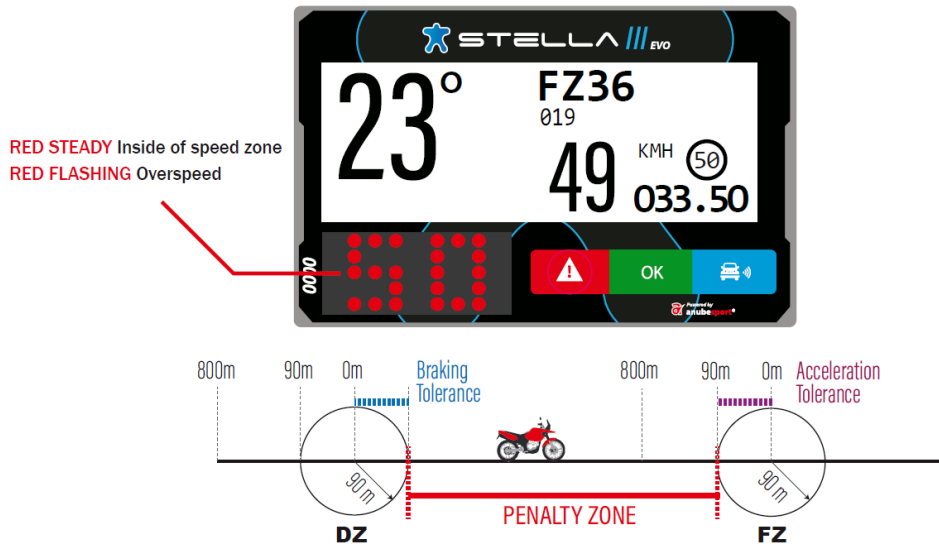 STELLA III EVO
23°
FZ36
019
49 KMH 50
033.50
RED STEADY Inside of speed zone
RED FLASHING Overspeed
0000
50
OK
Powered by
anubesport
800m 90m 0m Braking Tolerance 800m 90m 0m Acceleration Tolerance
90 m 90 m
PENALTY ZONE
DZ FZ